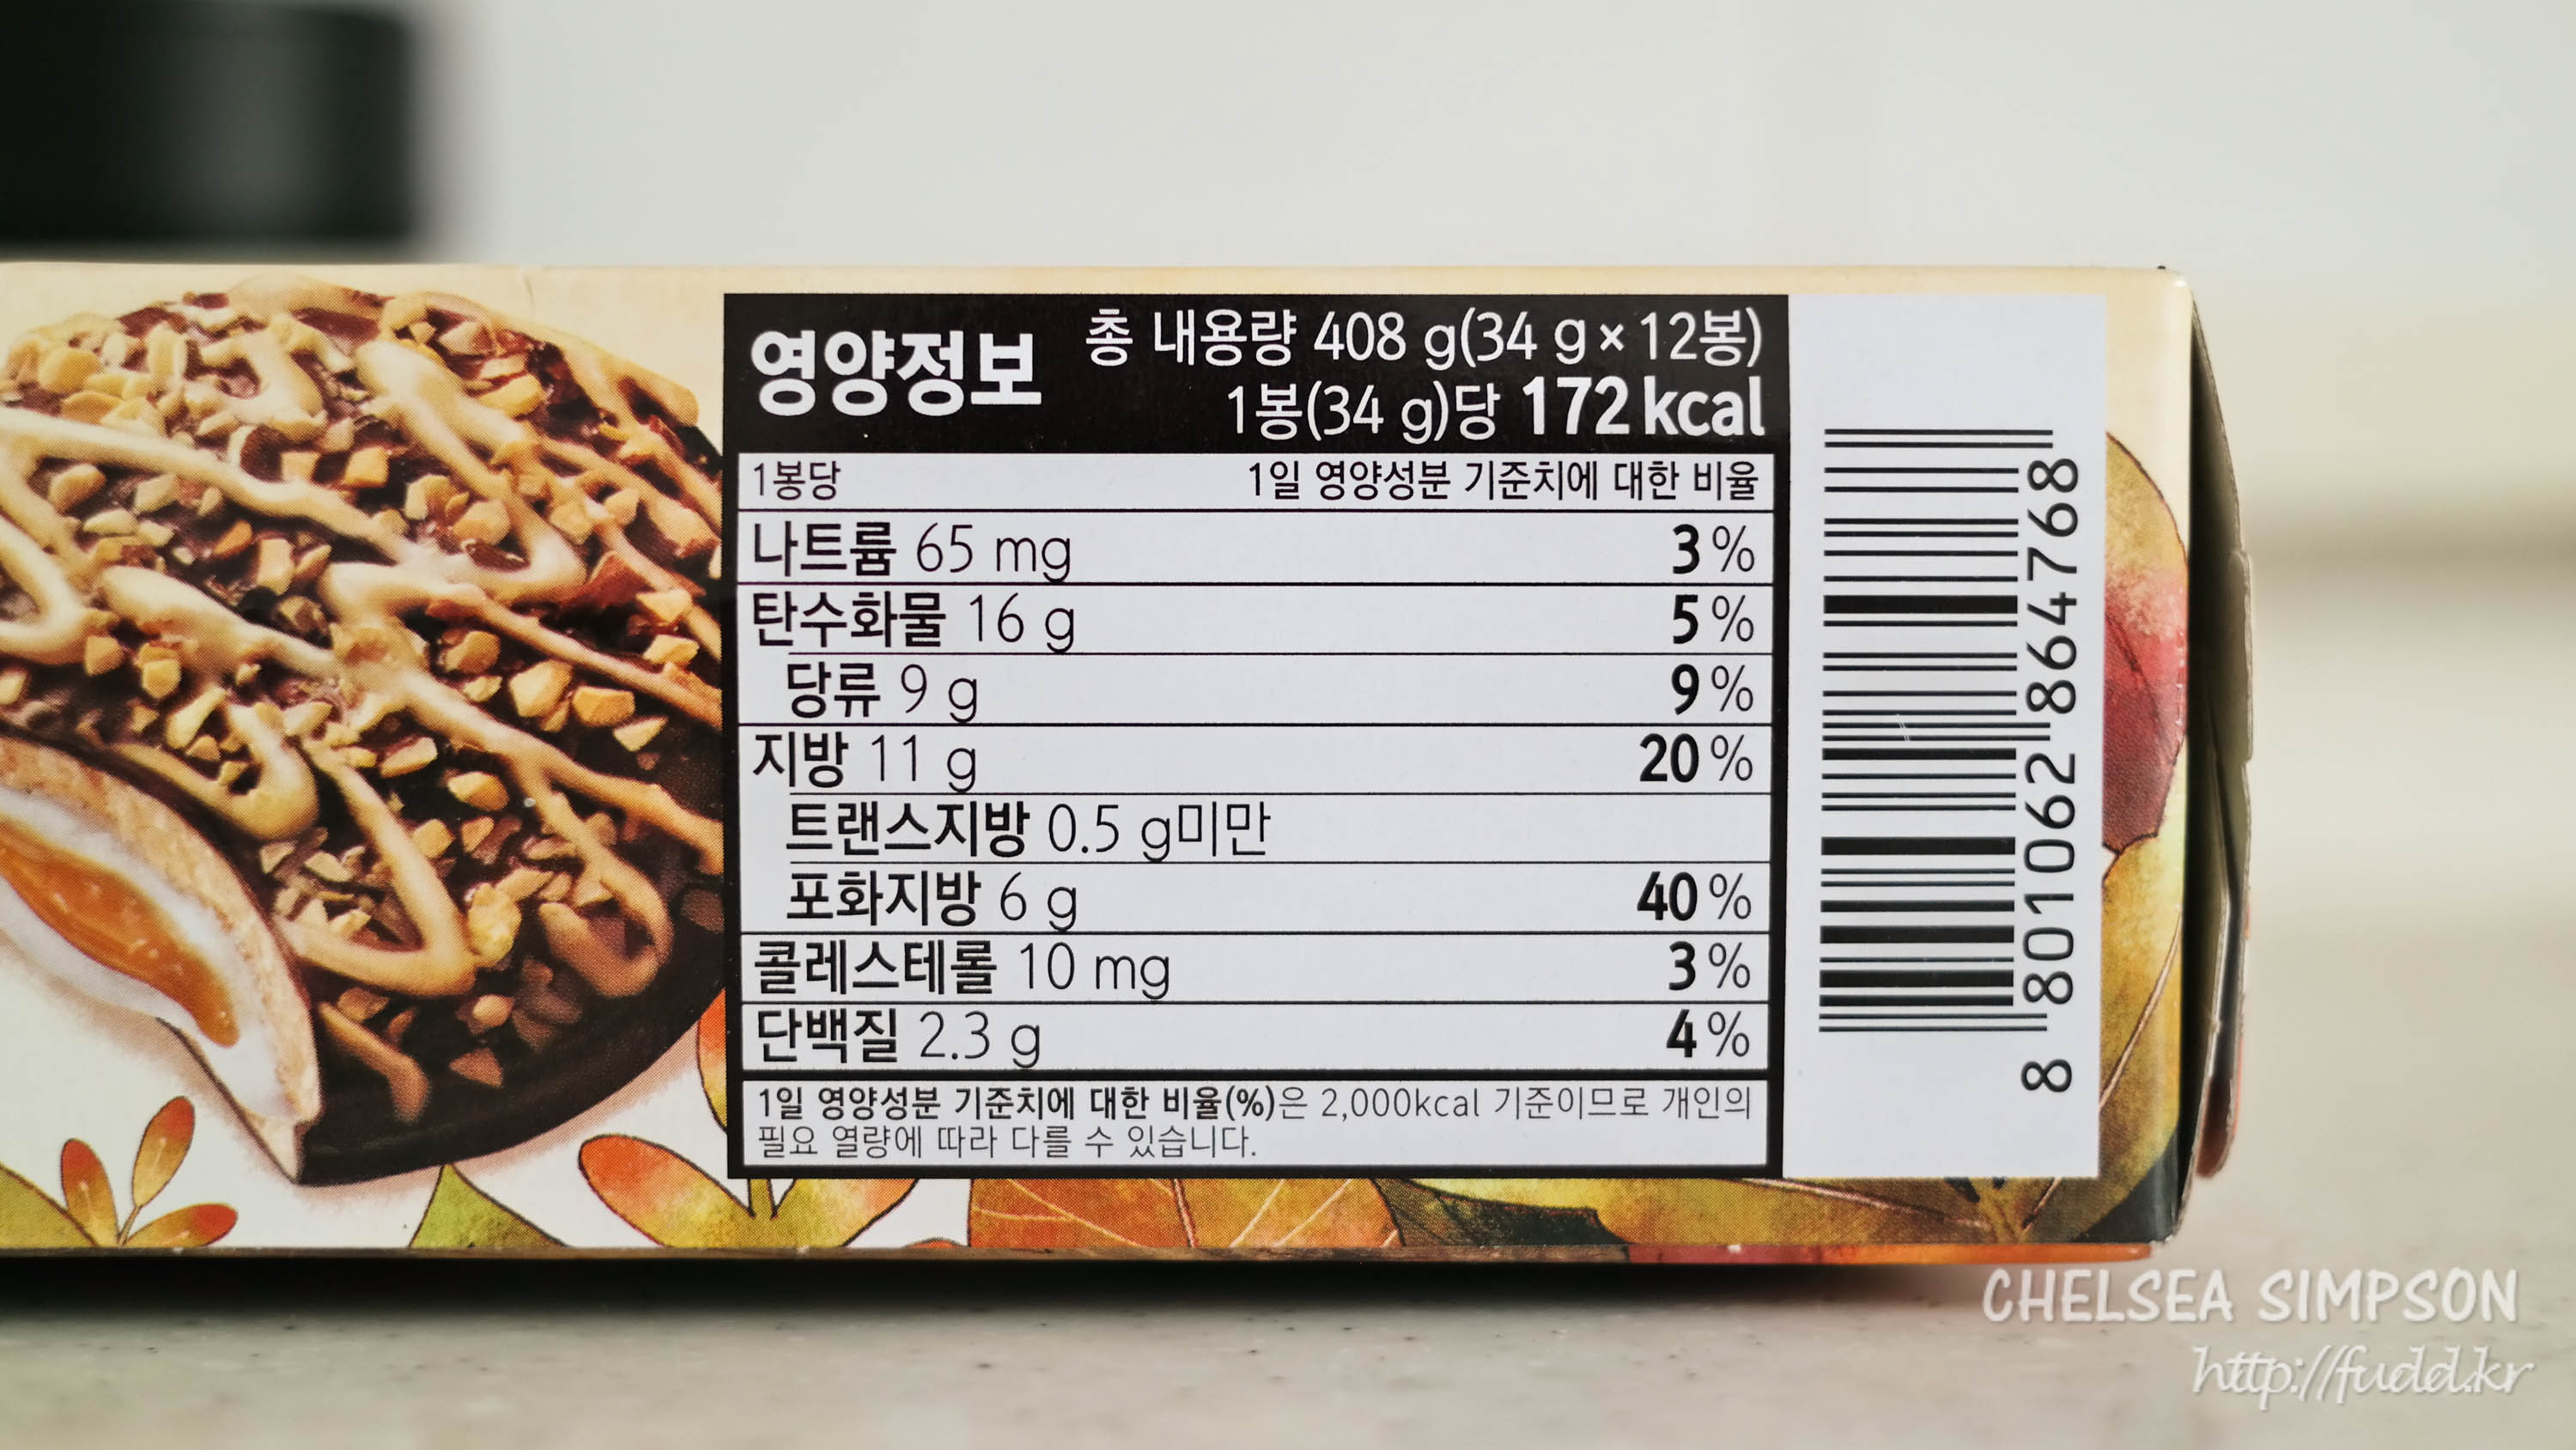 영양정보
총 내용량 408 g(34 g × 12봉)
1봉(34 g)당 172 kcal
1봉당 1일 영양성분 기준치에 대한 비율
나트륨 65 mg 3 %
탄수화물 16 g 5 %
당류 9 g 9 %
지방 11 g 20 %
트랜스지방 0.5 g미만
포화지방 6 g 40 %
콜레스테롤 10 mg 3 %
단백질 2.3 g 4 %
1일 영양성분 기준치에 대한 비율(%)은 2,000kcal 기준이므로 개인의
필요 열량에 따라 다를 수 있습니다.
8 801062 864768
CHELSEA SIMPSON
http://fudd.kr